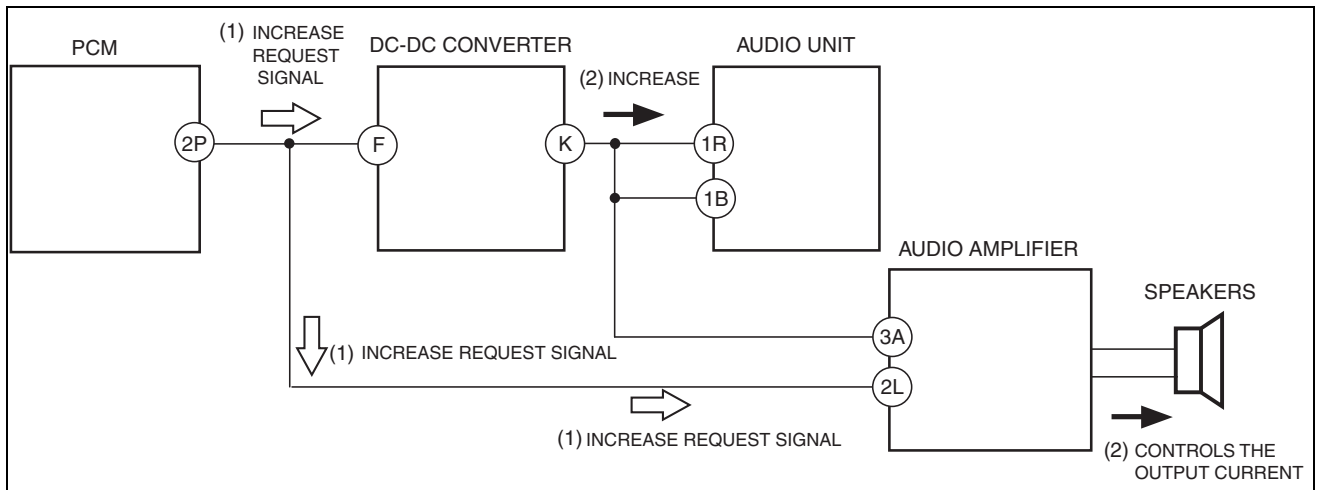 PCM
(1) INCREASE
REQUEST
SIGNAL
DC-DC CONVERTER
(2) INCREASE
AUDIO UNIT
2P
F
K
1R
1B
AUDIO AMPLIFIER
SPEAKERS
3A
(1) INCREASE REQUEST SIGNAL
2L
(1) INCREASE REQUEST SIGNAL
(2) CONTROLS THE
OUTPUT CURRENT